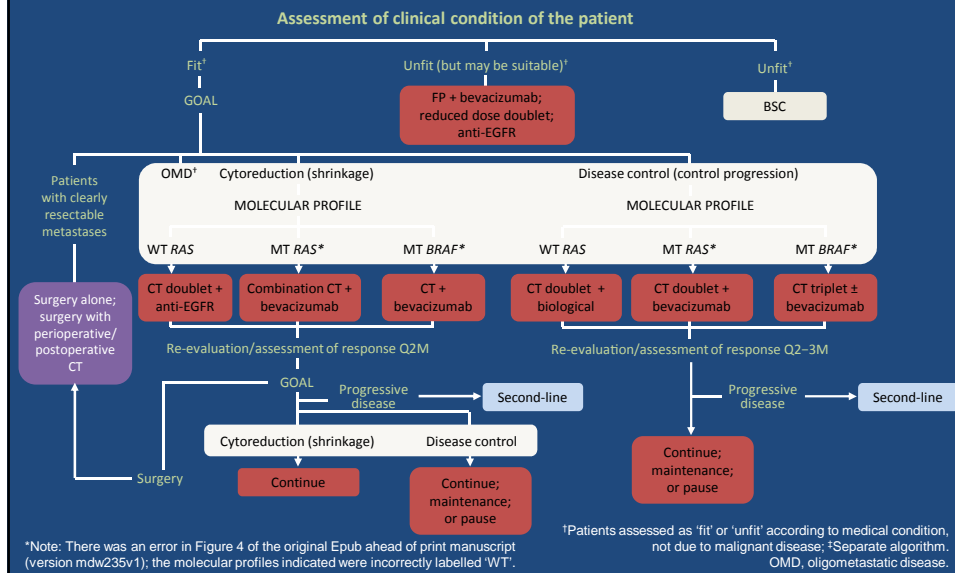 Assessment of clinical condition of the patient
Fit†
Unfit (but may be suitable)†
Unfit†
GOAL
FP + bevacizumab;
reduced dose doublet;
anti-EGFR
BSC
Patients
with clearly
resectable
metastases
OMD†
Cytoreduction (shrinkage)
Disease control (control progression)
MOLECULAR PROFILE
MOLECULAR PROFILE
WT RAS
MT RAS*
MT BRAF*
WT RAS
MT RAS*
MT BRAF*
CT doublet +
anti-EGFR
Combination CT +
bevacizumab
CT +
bevacizumab
CT doublet +
biological
CT doublet +
bevacizumab
CT triplet ±
bevacizumab
Surgery alone;
surgery with
perioperative/
postoperative
CT
Re-evaluation/assessment of response Q2M
Re-evaluation/assessment of response Q2–3M
GOAL
Progressive
disease
Second-line
Progressive
disease
Second-line
Cytoreduction (shrinkage)
Disease control
Surgery
Continue
Continue;
maintenance;
or pause
Continue;
maintenance;
or pause
*Note: There was an error in Figure 4 of the original Epub ahead of print manuscript
(version mdw235v1); the molecular profiles indicated were incorrectly labelled ‘WT’.
†Patients assessed as ‘fit’ or ‘unfit’ according to medical condition,
not due to malignant disease; ‡Separate algorithm.
OMD, oligometastatic disease.